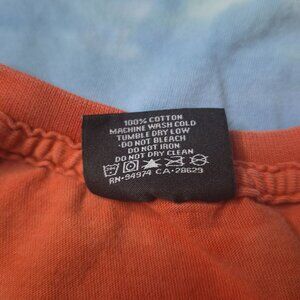 100% COTTON
MACHINE WASH COLD
TUMBLE DRY LOW
·DO NOT BLEACH
DO NOT IRON
DO NOT DRY CLEAN
RN·94974 CA·28629